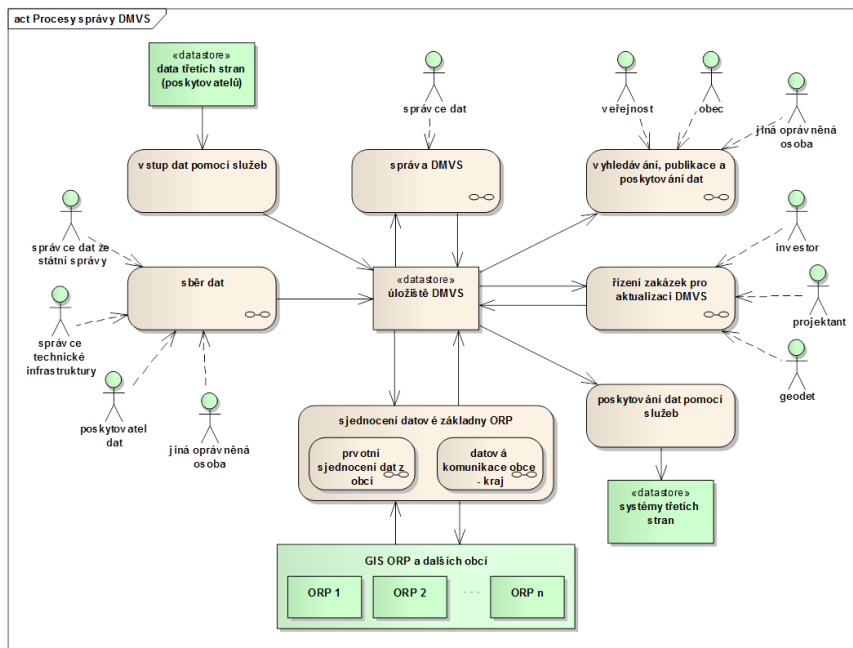 act Procesy správy DMVS
«datastore»
data třetích stran
(poskytovatelů)
správce dat
veřejnost
obec
jiná oprávněná
osoba
vstup dat pomocí služeb
správa DMVS
vyhledávání, publikace a
poskytování dat
správce dat ze
státní správy
sběr dat
«datastore»
úložiště DMVS
řízení zakázek pro
aktualizaci DMVS
investor
projektant
geodet
správce
technické
infrastruktury
poskytovatel
dat
jiná oprávněná
osoba
sjednocení datové základny ORP
prvotní
sjednocení dat z
obcí
datová
komunikace obce
- kraj
poskytování dat pomocí
služeb
«datastore»
systémy třetích
stran
GIS ORP a dalších obcí
ORP 1
ORP 2
. . .
ORP n